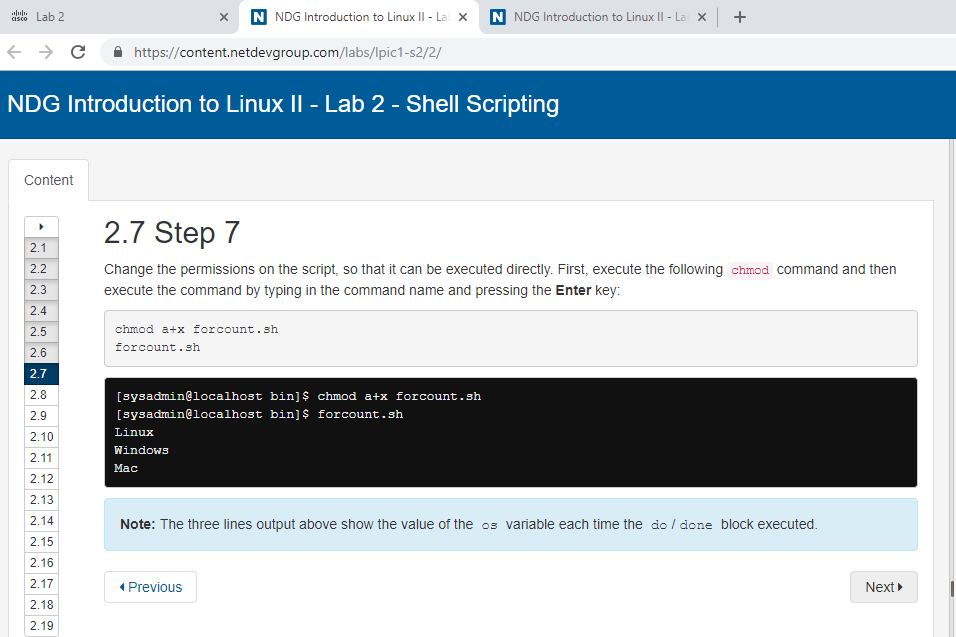 cisco
Lab 2
N
NDG Introduction to Linux II - La
N
NDG Introduction to Linux II - La
https://content.netdevgroup.com/labs/lpic1-s2/2/
NDG Introduction to Linux II - Lab 2 - Shell Scripting
Content
2.1
2.2
2.3
2.4
2.5
2.6
2.7
2.8
2.9
2.10
2.11
2.12
2.13
2.14
2.15
2.16
2.17
2.18
2.19
2.7 Step 7
Change the permissions on the script, so that it can be executed directly. First, execute the following chmod command and then
execute the command by typing in the command name and pressing the Enter key:
chmod a+x forcount.sh
forcount.sh
[sysadmin@localhost bin]$ chmod a+x forcount.sh
[sysadmin@localhost bin]$ forcount.sh
Linux
Windows
Mac
Note: The three lines output above show the value of the os variable each time the do / done block executed.
Previous
Next